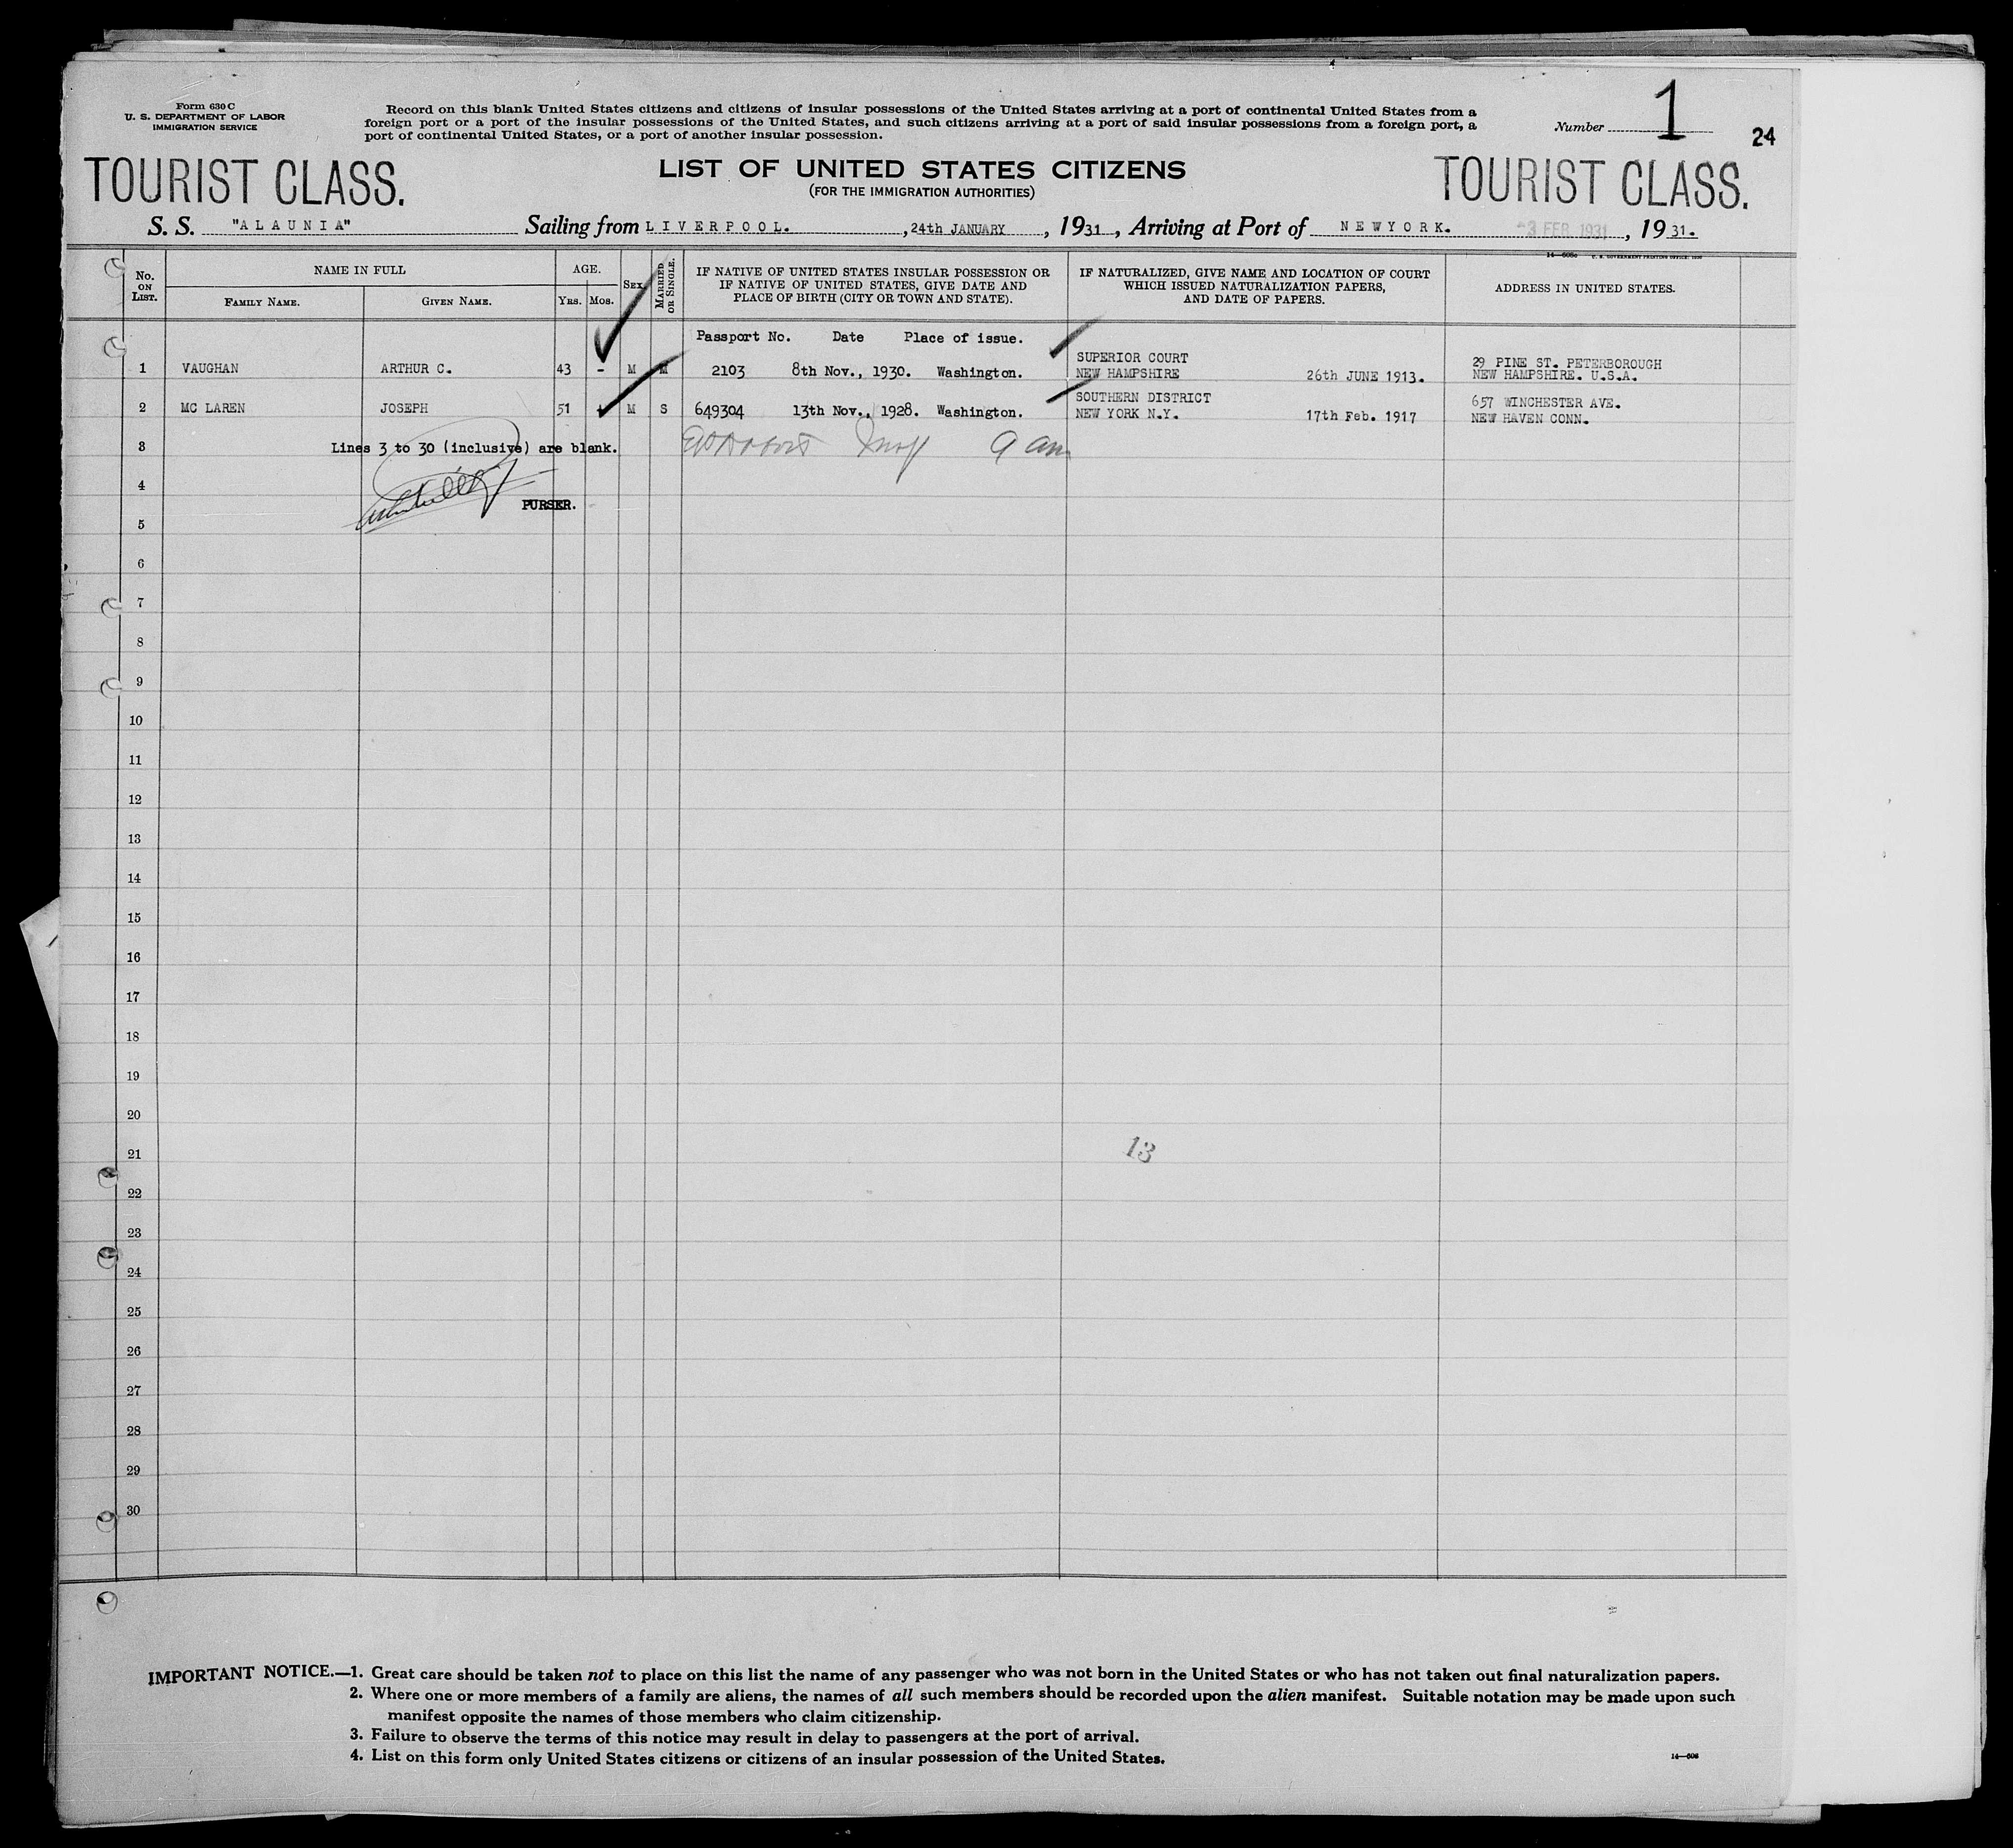 Form 630 C
U. S. DEPARTMENT OF LABOR
IMMIGRATION SERVICE
Record on this blank United States citizens and citizens of insular possessions of the United States arriving at a port of continental United States from a
foreign port or a port of the insular possessions of the United States, and such citizens arriving at a port of said insular possessions from a foreign port, a
port of continental United States, or a port of another insular possession.
Number 1
24
TOURIST CLASS.
LIST OF UNITED STATES CITIZENS
(FOR THE IMMIGRATION AUTHORITIES)
TOURIST CLASS.
S. S. "ALAUNIA" Sailing from LIVERPOOL. , 24th JANUARY , 1931 , Arriving at Port of NEWYORK. 3 FEB 1931 , 19 31.
No. ON LIST.
NAME IN FULL
FAMILY NAME.
GIVEN NAME.
AGE.
YRS. MOS.
SEX
MARRIED OR SINGLE.
IF NATIVE OF UNITED STATES INSULAR POSSESSION OR
IF NATIVE OF UNITED STATES, GIVE DATE AND
PLACE OF BIRTH (CITY OR TOWN AND STATE).
IF NATURALIZED, GIVE NAME AND LOCATION OF COURT
WHICH ISSUED NATURALIZATION PAPERS,
AND DATE OF PAPERS.
ADDRESS IN UNITED STATES.
Passport No. Date Place of issue.
1 VAUGHAN ARTHUR C. 43 - M M 2103 8th Nov., 1930. Washington. SUPERIOR COURT
NEW HAMPSHIRE 26th JUNE 1913. 29 PINE ST. PETERBOROUGH
NEW HAMPSHIRE. U.S.A.
2 MC LAREN JOSEPH 51 M S 649304 13th Nov., 1928. Washington. SOUTHERN DISTRICT
NEW YORK N.Y. 17th Feb. 1917 657 WINCHESTER AVE.
NEW HAVEN CONN.
3 Lines 3 to 30 (inclusive) are blank.
4
PURSER.
5
6
7
8
9
10
11
12
13
14
15
16
17
18
19
20
21
13
22
23
24
25
26
27
28
29
30
IMPORTANT NOTICE.—1. Great care should be taken not to place on this list the name of any passenger who was not born in the United States or who has not taken out final naturalization papers.
2. Where one or more members of a family are aliens, the names of all such members should be recorded upon the alien manifest. Suitable notation may be made upon such
manifest opposite the names of those members who claim citizenship.
3. Failure to observe the terms of this notice may result in delay to passengers at the port of arrival.
4. List on this form only United States citizens or citizens of an insular possession of the United States.